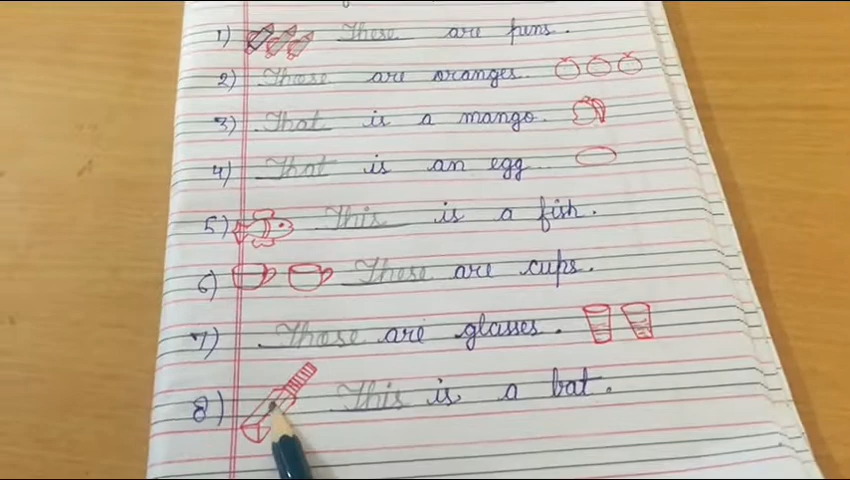 1) These are pens.
2) Those are oranges.
3) That is a mango.
4) That is an egg.
5) This is a fish.
6) These are cups.
7) Those are glasses.
8) This is a bat.